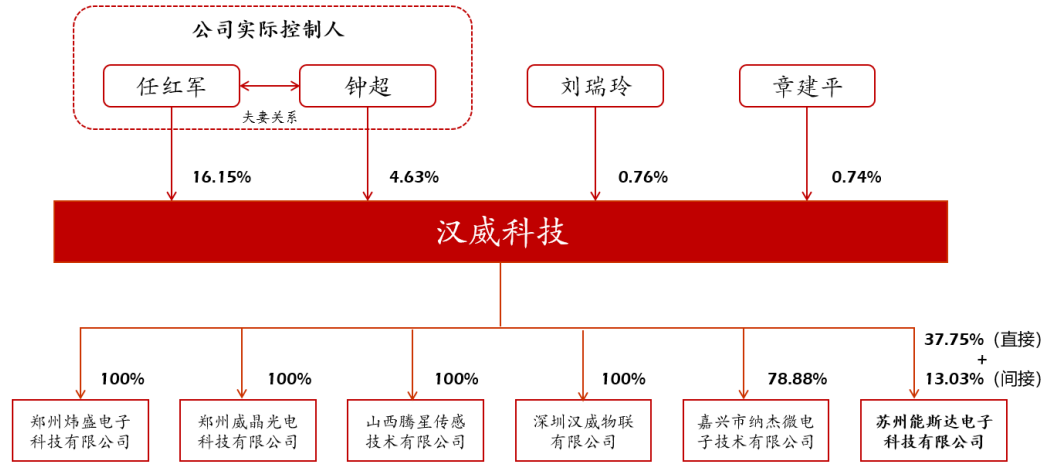 公司实际控制人
任红军
钟超
刘瑞玲
章建平
夫妻关系
16.15%
4.63%
0.76%
0.74%
汉威科技
37.75% (直接)
+
100%
100%
100%
100%
78.88%
13.03% (间接)
郑州炜盛电子
科技有限公司
郑州威晶光电
科技有限公司
山西腾星传感
技术有限公司
深圳汉威物联
有限公司
嘉兴市纳杰微电
子技术有限公司
苏州能斯达电子
科技有限公司